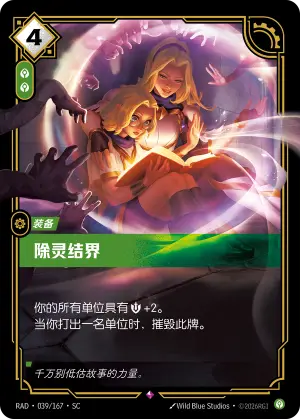 4
装备
除灵结界
你的所有单位具有 +2。
当你打出一名单位时，摧毁此牌。
千万别低估故事的力量。
RAD • 039/167 • SC Wild Blue Studios • ©2026RGI